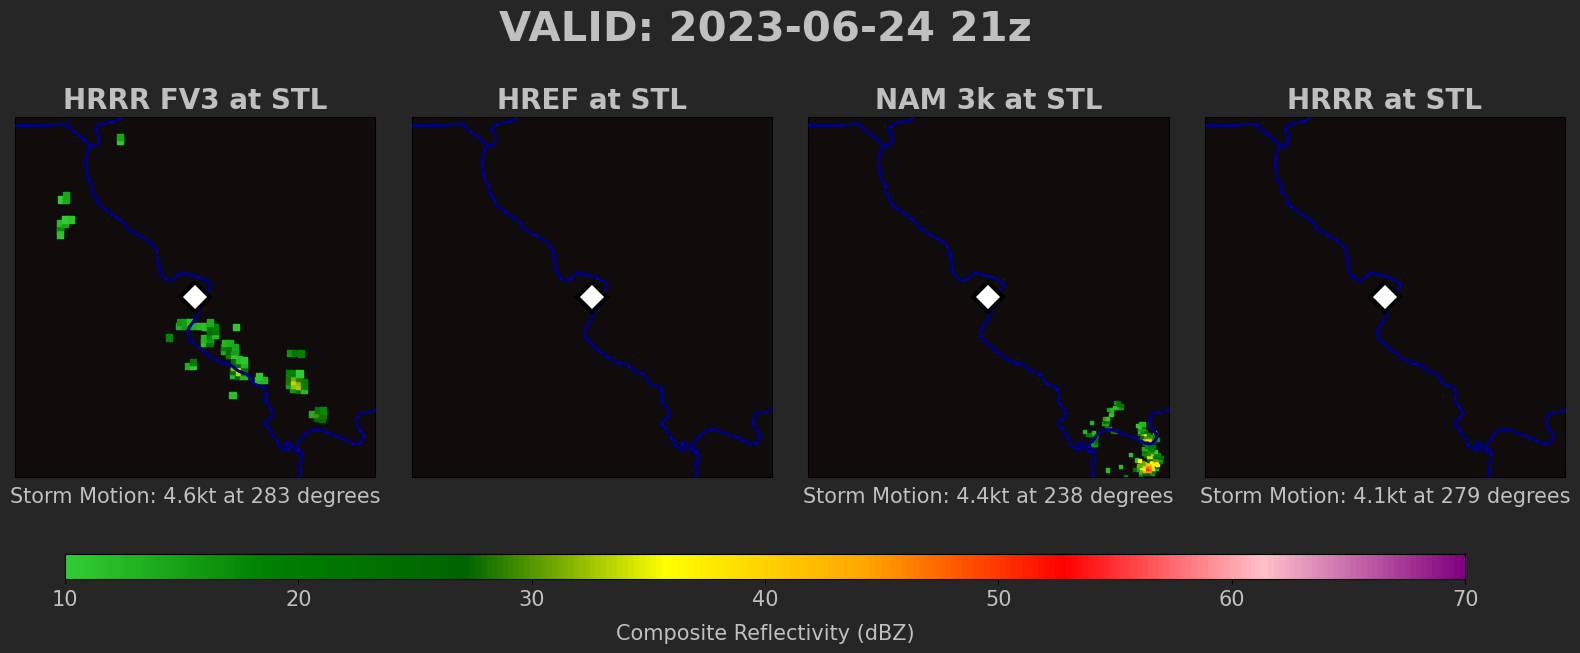 VALID: 2023-06-24 21z
HRRR FV3 at STL
HREF at STL
NAM 3k at STL
HRRR at STL
Storm Motion: 4.6kt at 283 degrees
Storm Motion: 4.4kt at 238 degrees
Storm Motion: 4.1kt at 279 degrees
10 20 30 40 50 60 70
Composite Reflectivity (dBZ)